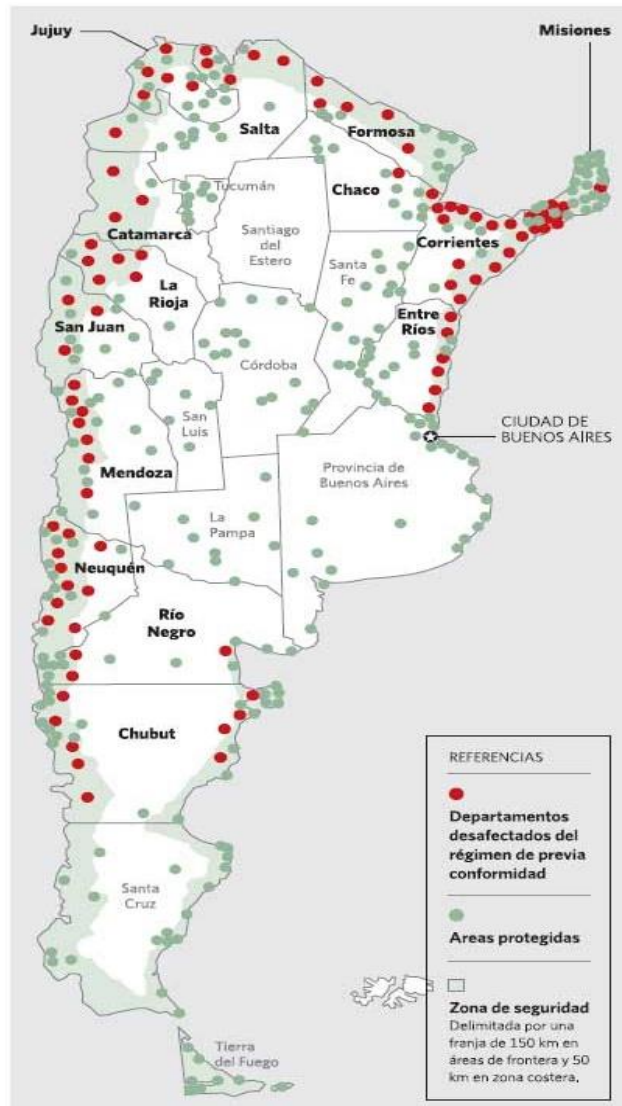 Jujuy
Misiones
Salta
Formosa
Tucumán
Chaco
Catamarca
Santiago
del
Estero
Corrientes
La
Rioja
Santa
Fe
San Juan
Entre
Ríos
Córdoba
San
Luis
CIUDAD DE
BUENOS AIRES
Mendoza
Provincia de
Buenos Aires
La
Pampa
Neuquén
Río
Negro
Chubut
Santa
Cruz
Tierra
del Fuego
REFERENCIAS
Departamentos
desafectados del
régimen de previa
conformidad
Areas protegidas
Zona de seguridad
Delimitada por una
franja de 150 km en
áreas de frontera y 50
km en zona costera.